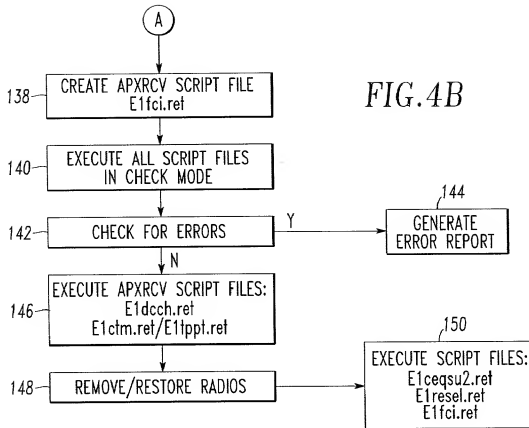 A
138
CREATE APXRCV SCRIPT FILE
E1fci.ret
FIG.4B
140
EXECUTE ALL SCRIPT FILES
IN CHECK MODE
142
CHECK FOR ERRORS
Y
144
GENERATE
ERROR REPORT
N
146
EXECUTE APXRCV SCRIPT FILES:
E1dcch.ret
E1ctm.ret/E1tppt.ret
148
REMOVE/RESTORE RADIOS
150
EXECUTE SCRIPT FILES:
E1ceqsu2.ret
E1resel.ret
E1fci.ret